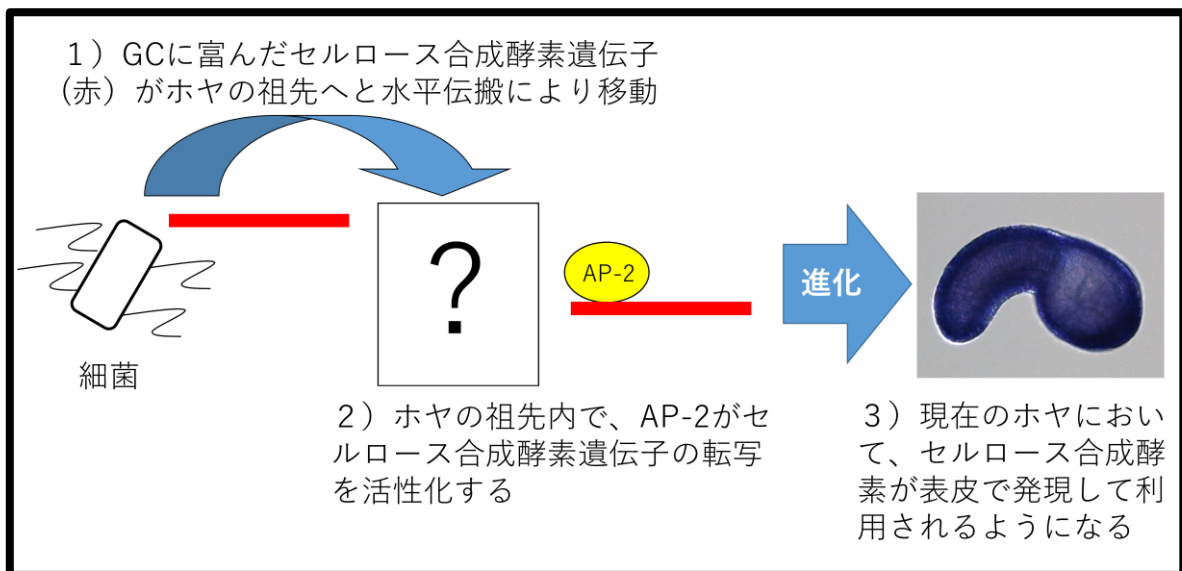 １）GCに富んだセルロース合成酵素遺伝子
(赤）がホヤの祖先へと水平伝搬により移動
?
AP-2
進化
細菌
２）ホヤの祖先内で、AP-2がセ
ルロース合成酵素遺伝子の転写
を活性化する
３）現在のホヤにおい
て、セルロース合成酵
素が表皮で発現して利
用されるようになる